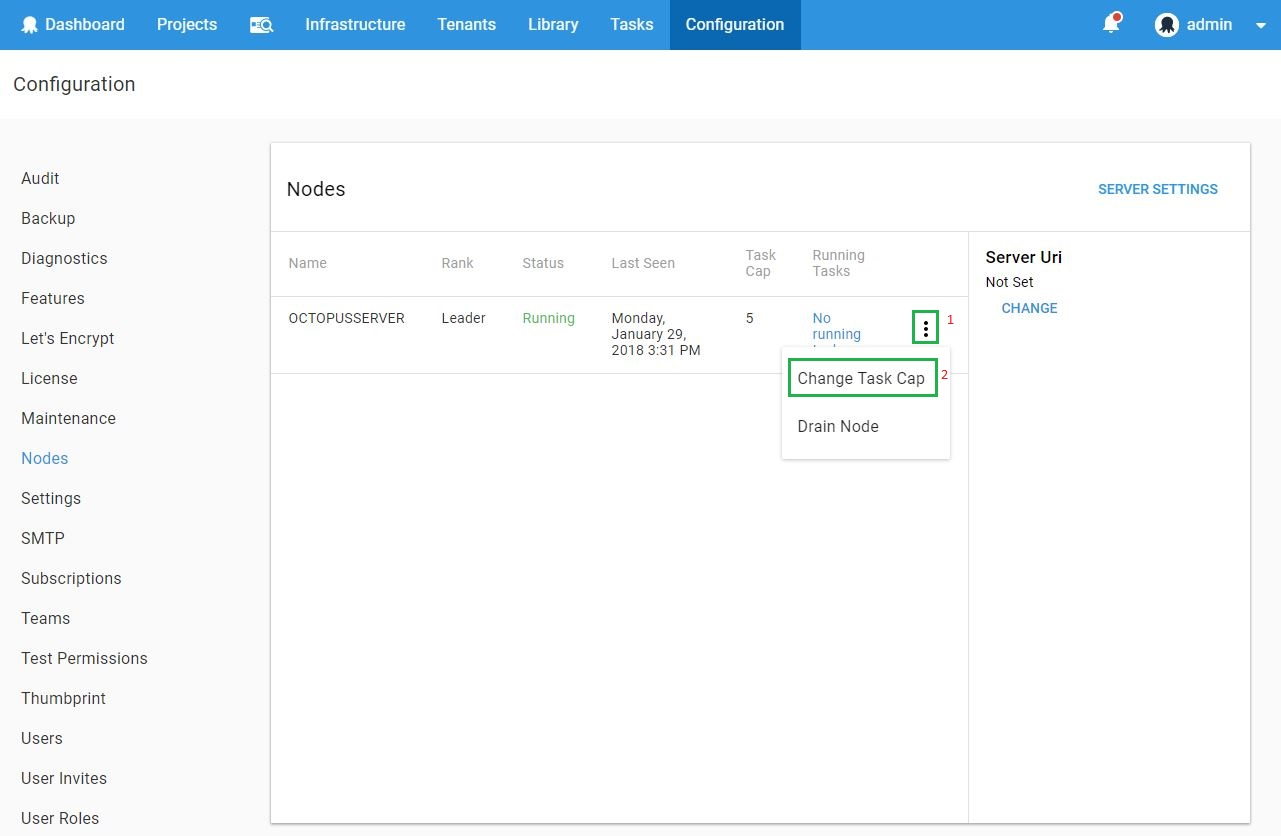 Dashboard Projects Infrastructure Tenants Library Tasks Configuration admin
Configuration
Audit
Backup
Diagnostics
Features
Let's Encrypt
License
Maintenance
Nodes
Settings
SMTP
Subscriptions
Teams
Test Permissions
Thumbprint
Users
User Invites
User Roles
Nodes
SERVER SETTINGS
Name Rank Status Last Seen Task Cap Running Tasks
OCTOPUSSERVER Leader Running Monday, 5 No
January 29, running
2018 3:31 PM
1
Change Task Cap 2
Drain Node
Server Uri
Not Set
CHANGE